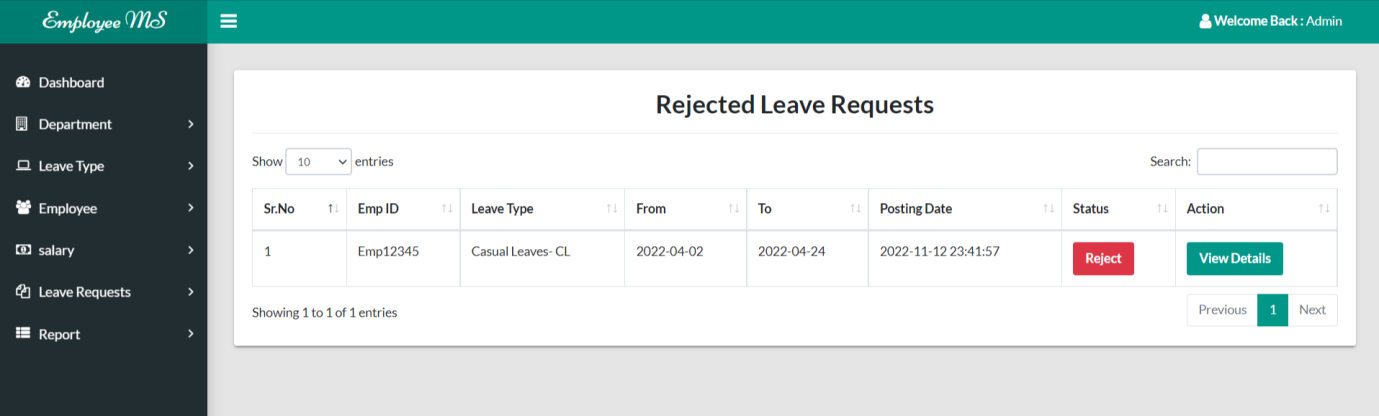 Employee MS
Welcome Back : Admin
Dashboard
Department
Leave Type
Employee
salary
Leave Requests
Report
Rejected Leave Requests
Show 10 entries
Search:
Sr.No Emp ID Leave Type From To Posting Date Status Action
1 Emp12345 Casual Leaves- CL 2022-04-02 2022-04-24 2022-11-12 23:41:57 Reject View Details
Showing 1 to 1 of 1 entries
Previous 1 Next